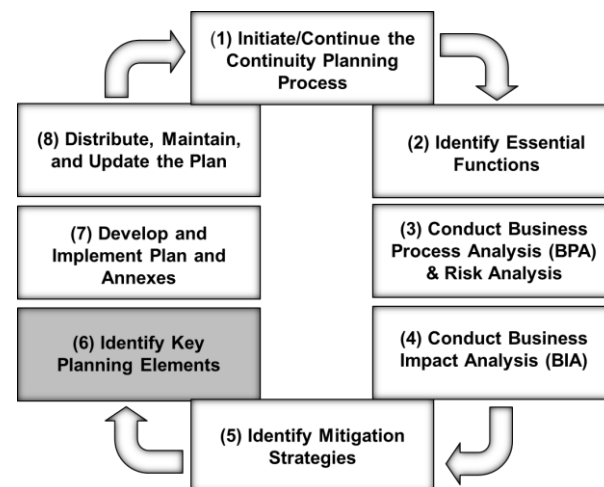 (1) Initiate/Continue the
Continuity Planning
Process
(2) Identify Essential
Functions
(3) Conduct Business
Process Analysis (BPA)
& Risk Analysis
(4) Conduct Business
Impact Analysis (BIA)
(5) Identify Mitigation
Strategies
(6) Identify Key
Planning Elements
(7) Develop and
Implement Plan and
Annexes
(8) Distribute, Maintain,
and Update the Plan